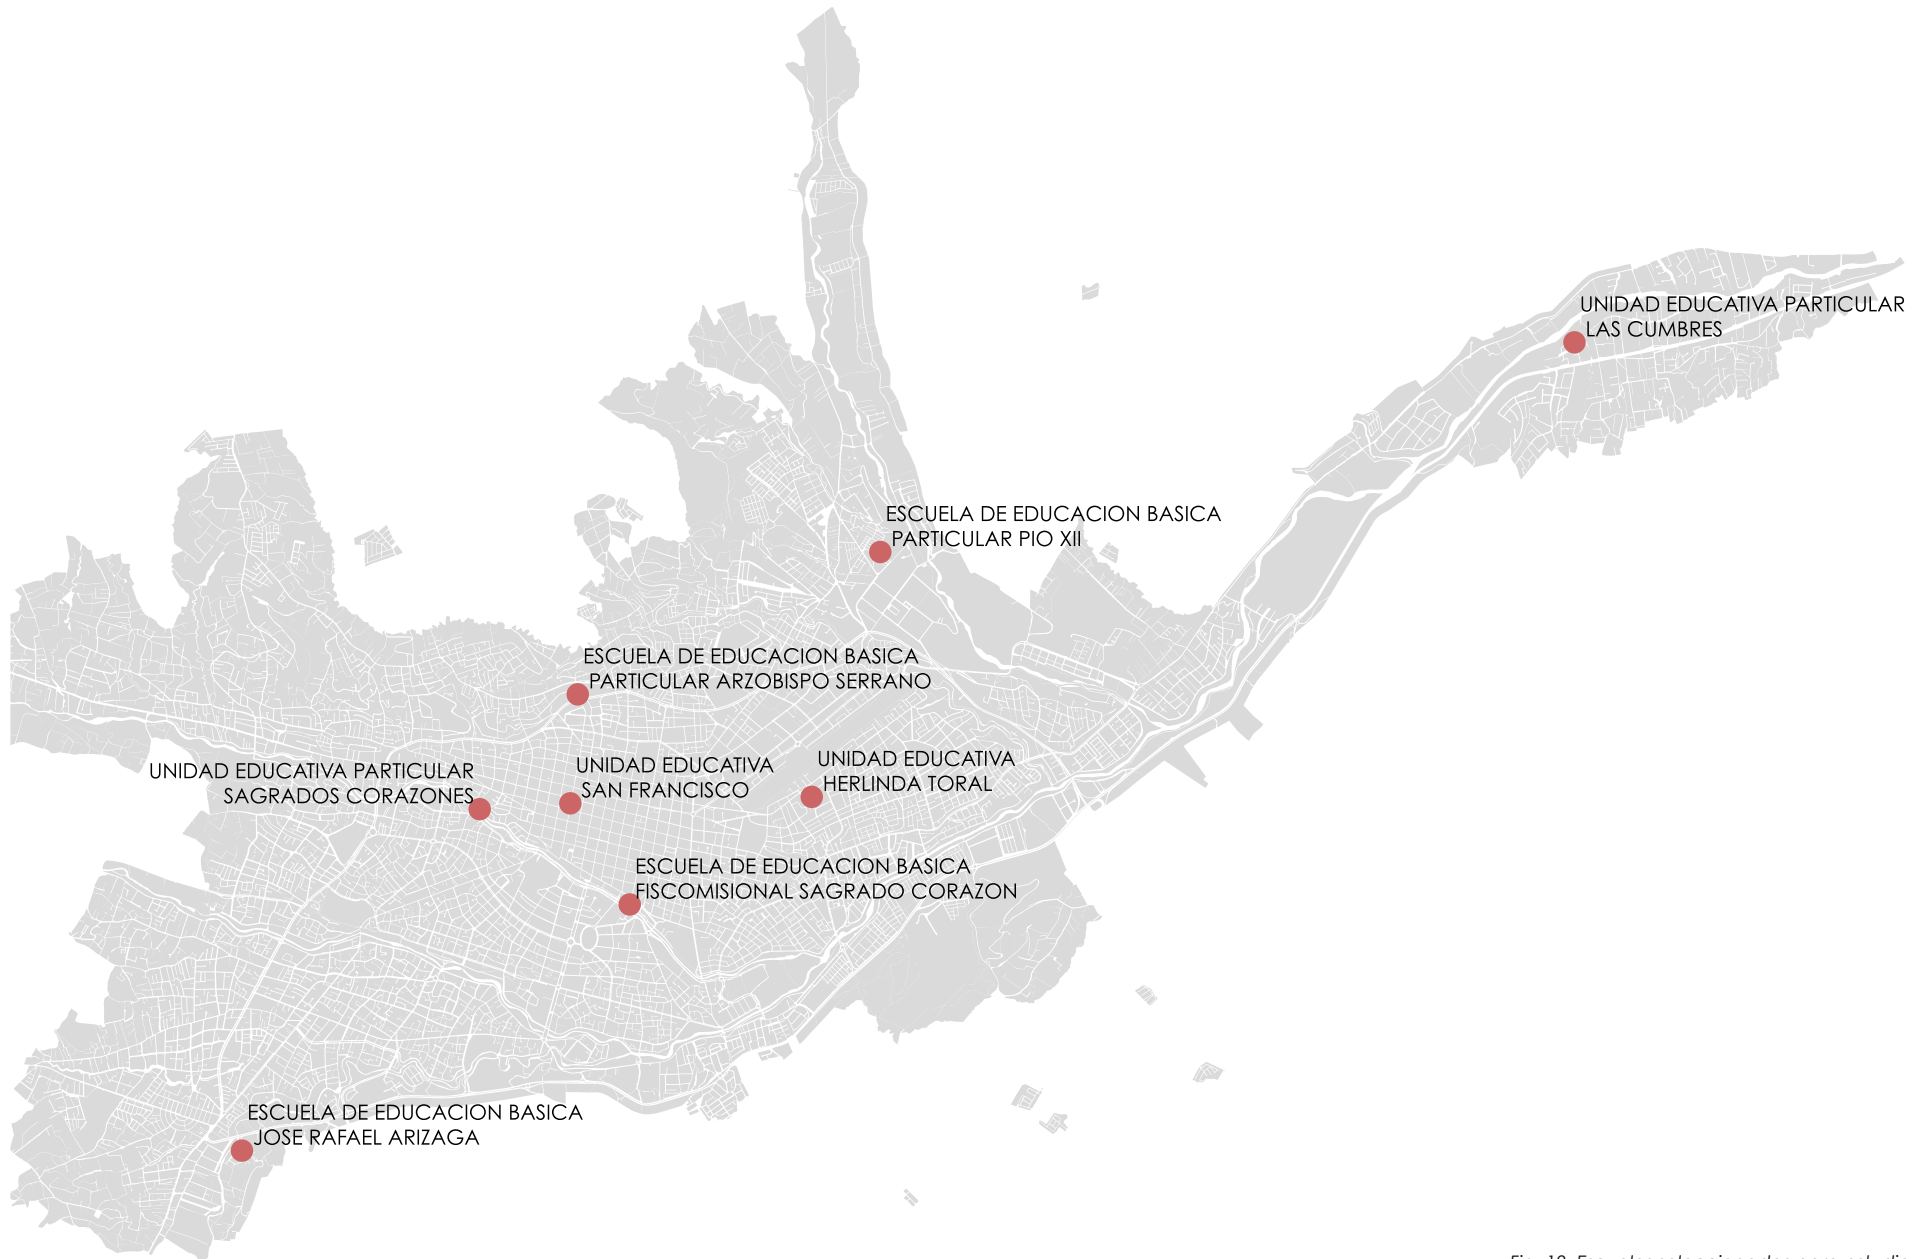 UNIDAD EDUCATIVA PARTICULAR
LAS CUMBRES
ESCUELA DE EDUCACION BASICA
PARTICULAR PIO XII
ESCUELA DE EDUCACION BASICA
PARTICULAR ARZOBISPO SERRANO
UNIDAD EDUCATIVA PARTICULAR
SAGRADOS CORAZONES
UNIDAD EDUCATIVA
SAN FRANCISCO
UNIDAD EDUCATIVA
HERLINDA TORAL
ESCUELA DE EDUCACION BASICA
FISCOMISIONAL SAGRADO CORAZON
ESCUELA DE EDUCACION BASICA
JOSE RAFAEL ARIZAGA